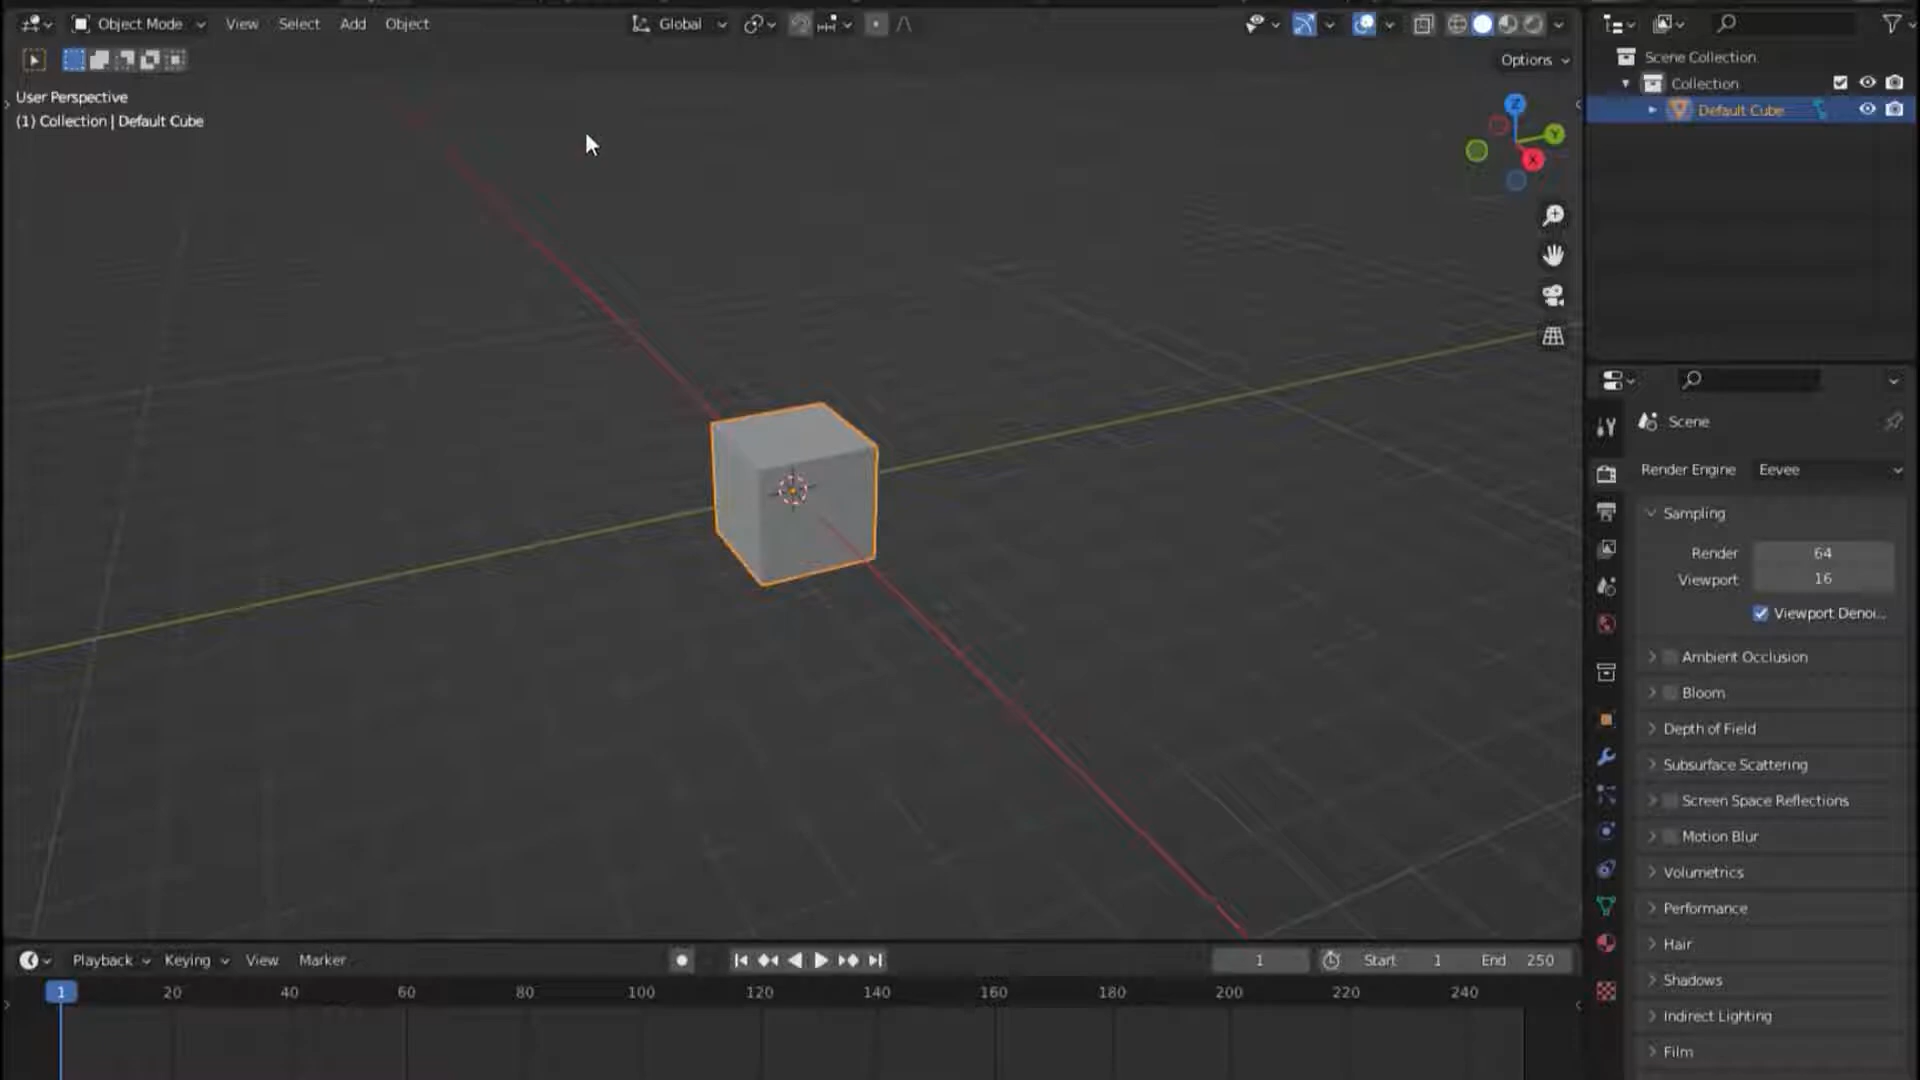 Object Mode View Select Add Object Global
Options
User Perspective
(1) Collection | Default Cube
Z
Y
X
Scene Collection
Collection
Default Cube
Scene
Render Engine Eevee
Sampling
Render 64
Viewport 16
Viewport Denoi...
Ambient Occlusion
Bloom
Depth of Field
Subsurface Scattering
Screen Space Reflections
Motion Blur
Volumetrics
Performance
Hair
Shadows
Indirect Lighting
Film
Playback Keying View Marker 1 Start 1 End 250
1 20 40 60 80 100 120 140 160 180 200 220 240